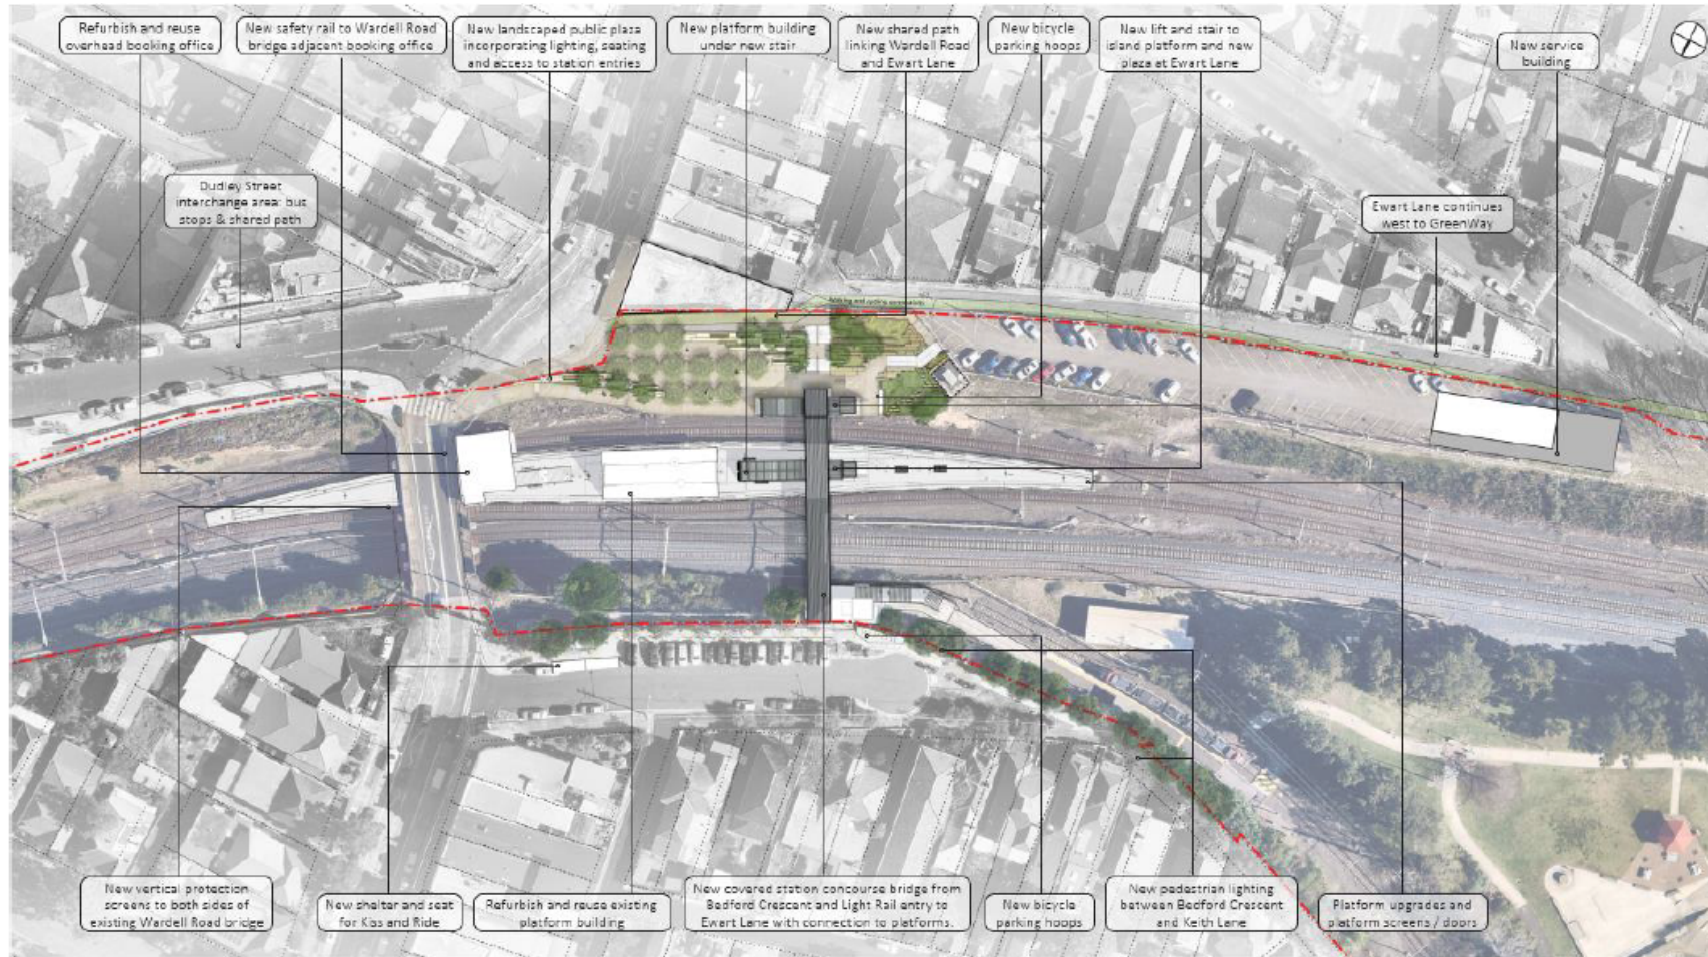 Refurbish and reuse
overhead booking office
New safety rail to Wardell Road
bridge adjacent booking office
New landscaped public plaza
incorporating lighting, seating
and access to station entries
New platform building
under new stair
New shared path
linking Wardell Road
and Ewart Lane
New bicycle
parking hoops
New lift and stair to
island platform and new
plaza at Ewart Lane
New service
building
Dudley Street
interchange area: bus
stops & shared path
Ewart Lane continues
west to GreenWay
Walking and cycling
New vertical protection
screens to both sides of
existing Wardell Road bridge
New shelter and seat
for Kiss and Ride
Refurbish and reuse existing
platform building
New covered station concourse bridge from
Bedford Crescent and Light Rail entry to
Ewart Lane with connection to platforms.
New bicycle
parking hoops
New pedestrian lighting
between Bedford Crescent
and Keith Lane
Platform upgrades and
platform screens / doors